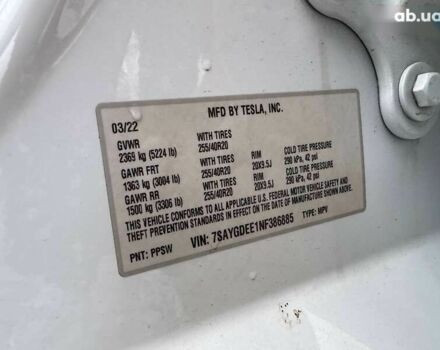 ab.ua
MFD BY TESLA, INC.
03/22
GVWR
2369 kg (5224 lb)
WITH TIRES
255/40R20
GAWR FRT
1363 kg (3004 lb)
WITH TIRES
255/40R20
RIM
20X9.5J
COLD TIRE PRESSURE
290 kPa, 42 psi
GAWR RR
1500 kg (3306 lb)
WITH TIRES
255/40R20
RIM
20X9.5J
COLD TIRE PRESSURE
290 kPa, 42 psi
THIS VEHICLE CONFORMS TO ALL APPLICABLE U.S. FEDERAL MOTOR VEHICLE SAFETY AND
THEFT PREVENTION STANDARDS IN EFFECT ON THE DATE OF MANUFACTURE SHOWN ABOVE.
PNT: PPSW
VIN: 7SAYGDEE1NF386885
TYPE: MPV